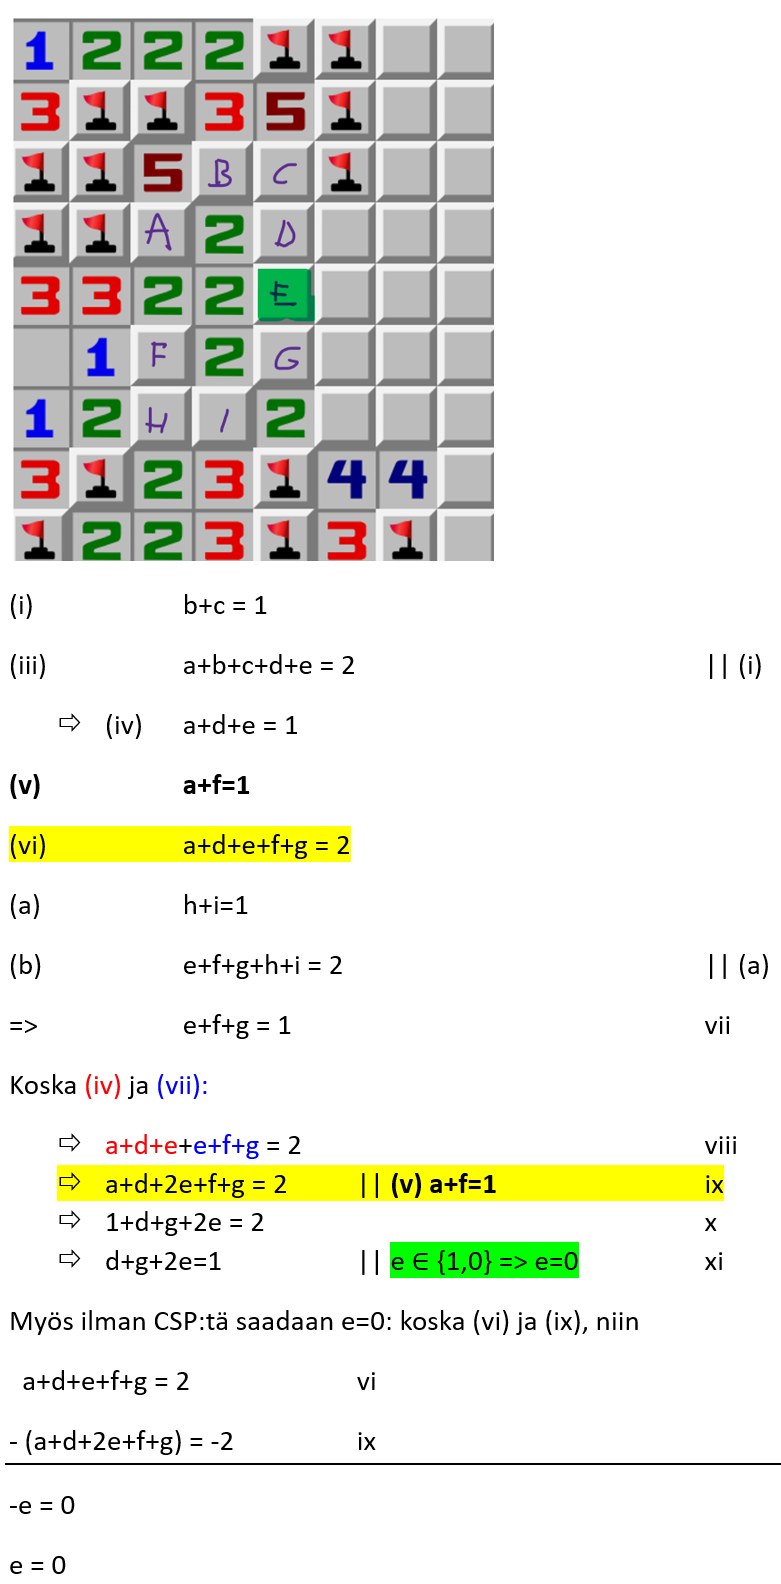 1 2 2 2
3 3 5
5 B C
A 2 D
3 3 2 2 E
1 F 2 G
1 2 H I 2
3 2 3 4 4
2 2 3 3
(i) b+c = 1
(iii) a+b+c+d+e = 2 || (i)
⇨ (iv) a+d+e = 1
(v) a+f=1
(vi) a+d+e+f+g = 2
(a) h+i=1
(b) e+f+g+h+i = 2 || (a)
=> e+f+g = 1 vii
Koska (iv) ja (vii):
⇨ a+d+e+e+f+g = 2 viii
⇨ a+d+2e+f+g = 2 || (v) a+f=1 ix
⇨ 1+d+g+2e = 2 x
⇨ d+g+2e=1 || e ∈ {1,0} => e=0 xi
Myös ilman CSP:tä saadaan e=0: koska (vi) ja (ix), niin
a+d+e+f+g = 2 vi
- (a+d+2e+f+g) = -2 ix
-e = 0
e = 0